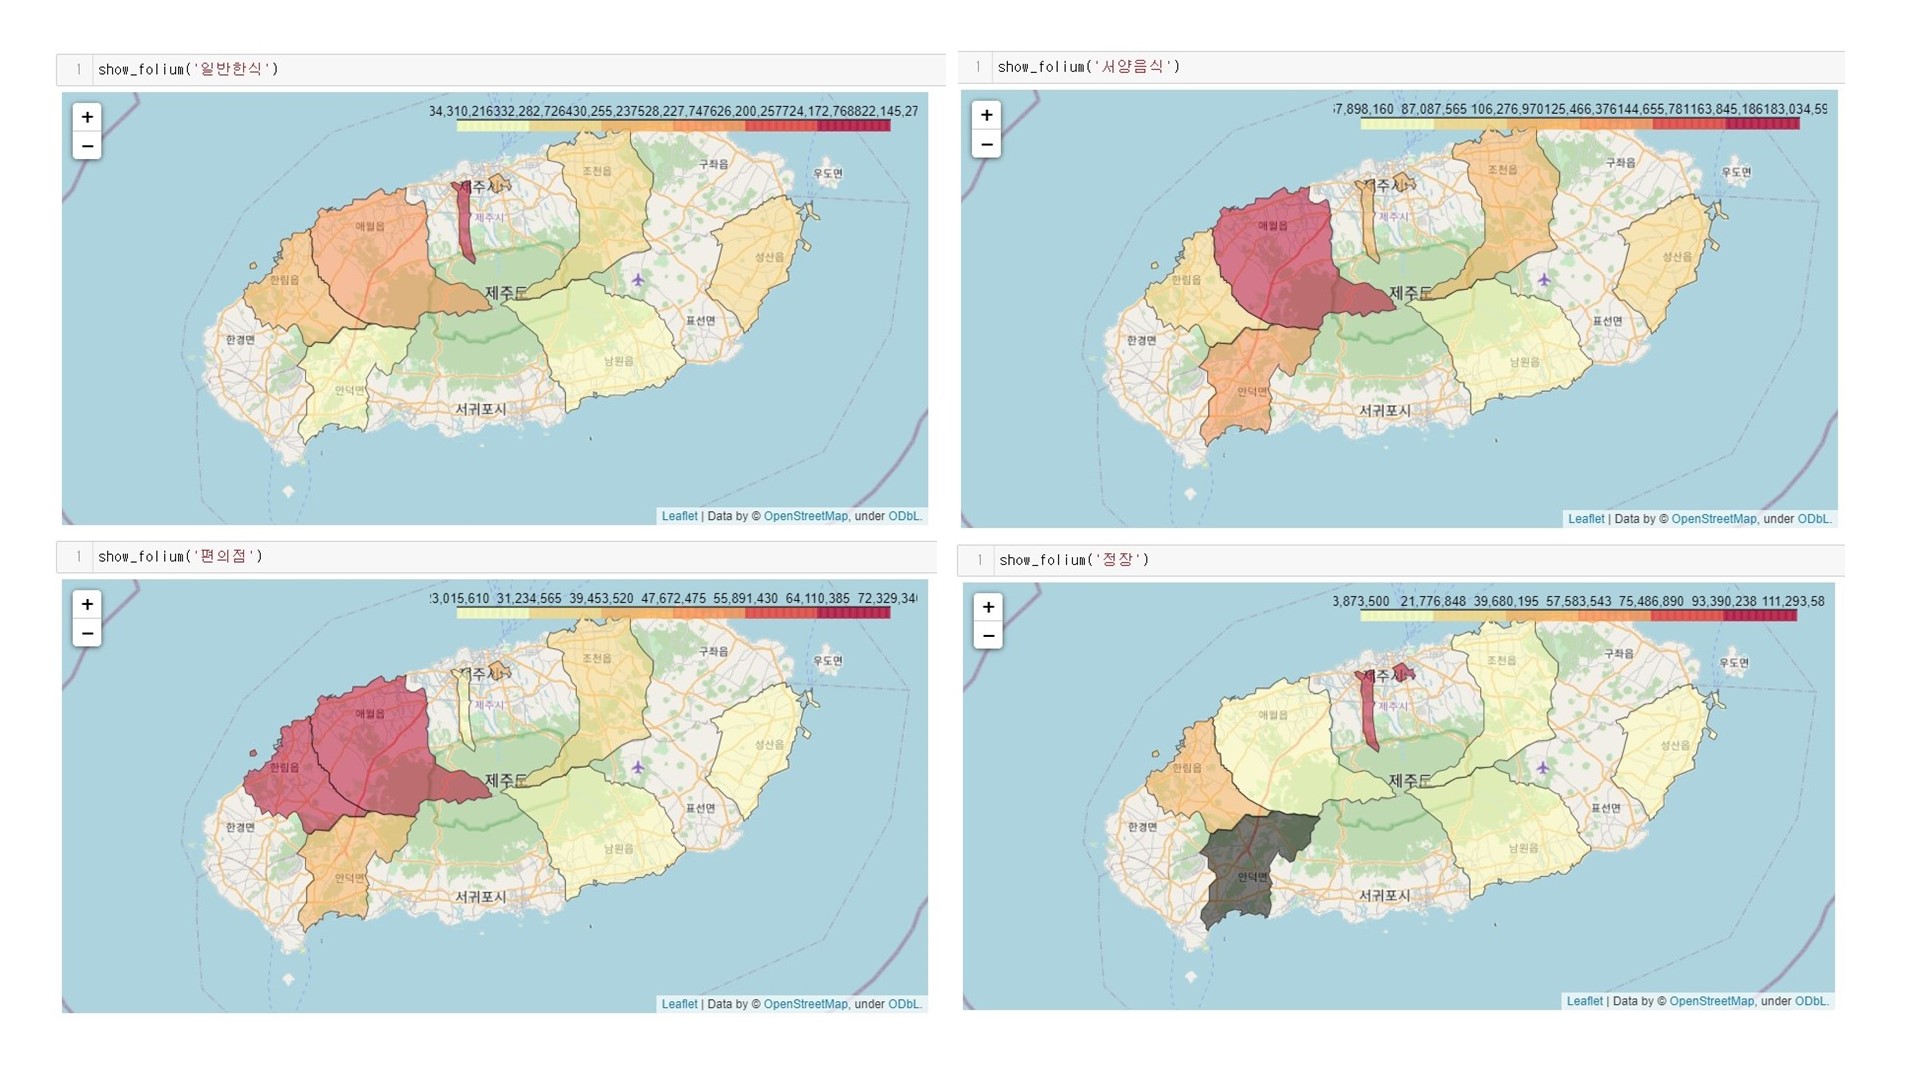 1 show_folium('일반한식')
+
−
34,310,216332,282,726430,255,237528,227,747626,200,257724,172,768822,145,27
제주시
제주시
조천읍
구좌읍
우도면
애월읍
한림읍
성산읍
제주도
표선면
한경면
안덕면
남원읍
서귀포시
Leaflet | Data by © OpenStreetMap, under ODbL.
1 show_folium('서양음식')
+
−
7,898,160 87,087,565 106,276,970125,466,376144,655,781163,845,186183,034,59
제주시
제주시
조천읍
구좌읍
우도면
애월읍
한림읍
성산읍
제주도
표선면
한경면
안덕면
남원읍
서귀포시
Leaflet | Data by © OpenStreetMap, under ODbL.
1 show_folium('편의점')
+
−
3,015,610 31,234,565 39,453,520 47,672,475 55,891,430 64,110,385 72,329,34
제주시
제주시
조천읍
구좌읍
우도면
애월읍
한림읍
성산읍
제주도
표선면
한경면
안덕면
남원읍
서귀포시
Leaflet | Data by © OpenStreetMap, under ODbL.
1 show_folium('정장')
+
−
3,873,500 21,776,848 39,680,195 57,583,543 75,486,890 93,390,238 111,293,58
제주시
제주시
조천읍
구좌읍
우도면
애월읍
한림읍
성산읍
제주도
표선면
한경면
안덕면
남원읍
서귀포시
Leaflet | Data by © OpenStreetMap, under ODbL.